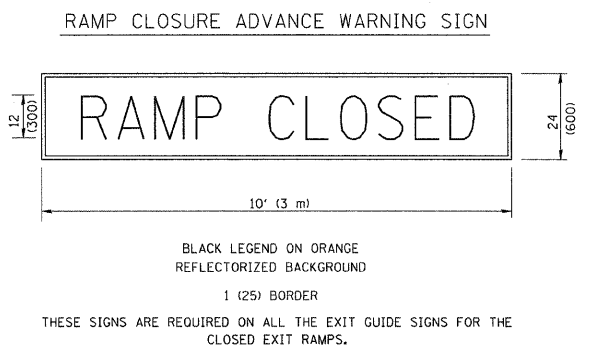 RAMP CLOSURE ADVANCE WARNING SIGN
RAMP CLOSED
12
(300)
24
(600)
10' (3 m)
BLACK LEGEND ON ORANGE
REFLECTORIZED BACKGROUND
1 (25) BORDER
THESE SIGNS ARE REQUIRED ON ALL THE EXIT GUIDE SIGNS FOR THE
CLOSED EXIT RAMPS.